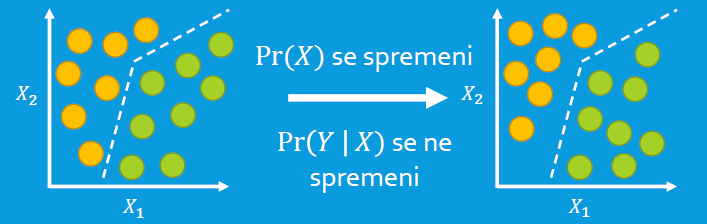 Pr(X) se spremeni
X₂
X₂
Pr(Y | X) se ne
spremeni
X₁
X₁